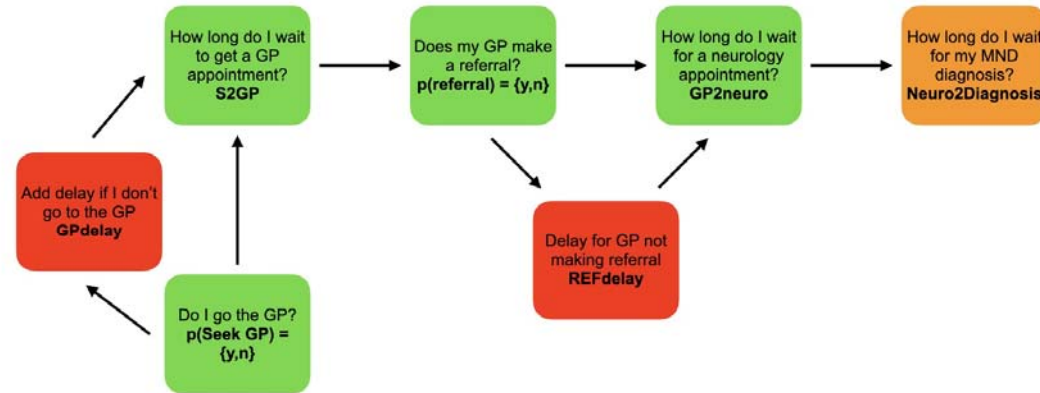 How long do I wait
to get a GP
appointment?
S2GP
Does my GP make
a referral?
p(referral) = {y,n}
How long do I wait
for a neurology
appointment?
GP2neuro
How long do I wait
for my MND
diagnosis?
Neuro2Diagnosis
Add delay if I don't
go to the GP
GPdelay
Delay for GP not
making referral
REFdelay
Do I go the GP?
p(Seek GP) =
{y,n}